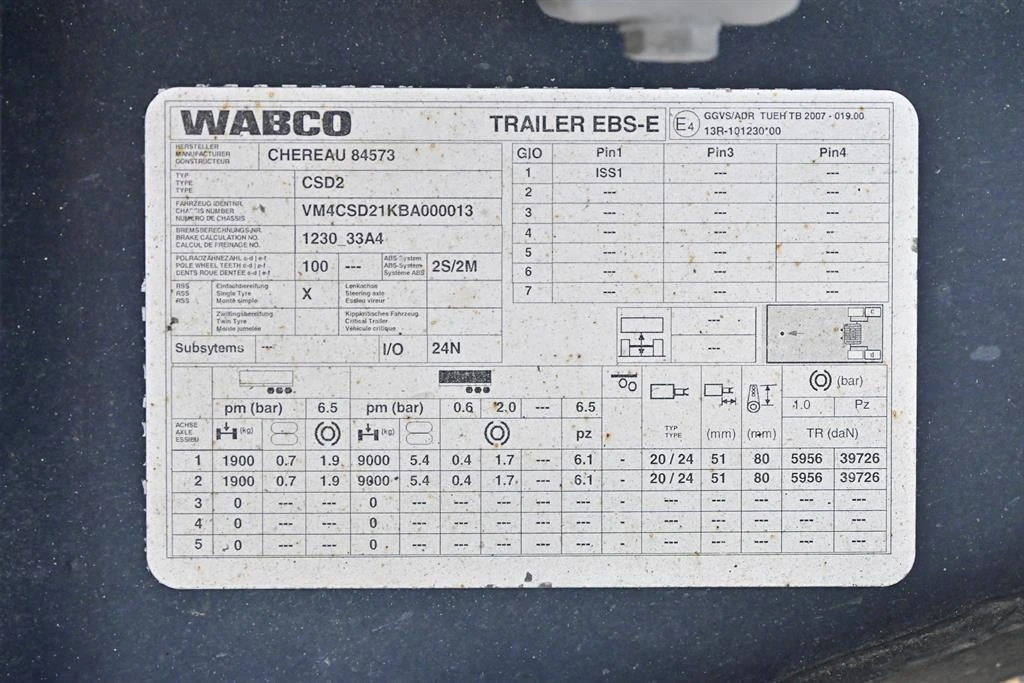 WABCO TRAILER EBS-E E4 GGVS/ADR TUEH TB 2007 - 019.00
13R-101230*00
HERSTELLER
MANUFACTURER
CONSTRUCTEUR
CHEREAU 84573
TYP
TYPE
TYPE
CSD2
FAHRZEUG IDENTNR.
CHASSIS NUMBER
NUMERO DE CHASSIS
VM4CSD21KBA000013
BREMSBERECHNUNGS.NR.
BRAKE CALCULATION NO.
CALCUL DE FREINAGE NO.
1230_33A4
POLRADZÄHNEZAHL c-d | e-f
POLE WHEEL TEETH c-d | e-f
DENTS ROUE DENTÉE c-d | e-f
100 ---
ABS-System
ABS-System
Système ABS
2S/2M
RSS
RSS
RSS
Einfachbereifung
Single Tyre
Monte simple
X
Lenkachse
Steering axle
Essieu vireur
Zwillingsbereifung
Twin Tyre
Monte jumelée
Kippkritisches Fahrzeug
Critical Trailer
Véhicule critique
Subsytems --- I/O 24N
GIO Pin1 Pin3 Pin4
1 ISS1 --- ---
2 --- --- ---
3 --- --- ---
4 --- --- ---
5 --- --- ---
6 --- --- ---
7 --- --- ---
---
---
c
d
(bar)
pm (bar) 6.5 pm (bar) 0.6 2.0 --- 6.5 1.0 Pz
ACHSE
AXLE
ESSIEU
(kg) (kg) pz
TYP
TYPE
(mm) (mm) TR (daN)
1 1900 0.7 1.9 9000 5.4 0.4 1.7 --- 6.1 - 20 / 24 51 80 5956 39726
2 1900 0.7 1.9 9000 5.4 0.4 1.7 --- 6.1 - 20 / 24 51 80 5956 39726
3 0 --- --- 0 --- --- --- --- --- - --- --- --- --- ---
4 0 --- --- 0 --- --- --- --- --- - --- --- --- --- ---
5 0 --- --- 0 --- --- --- --- --- - --- --- --- --- ---